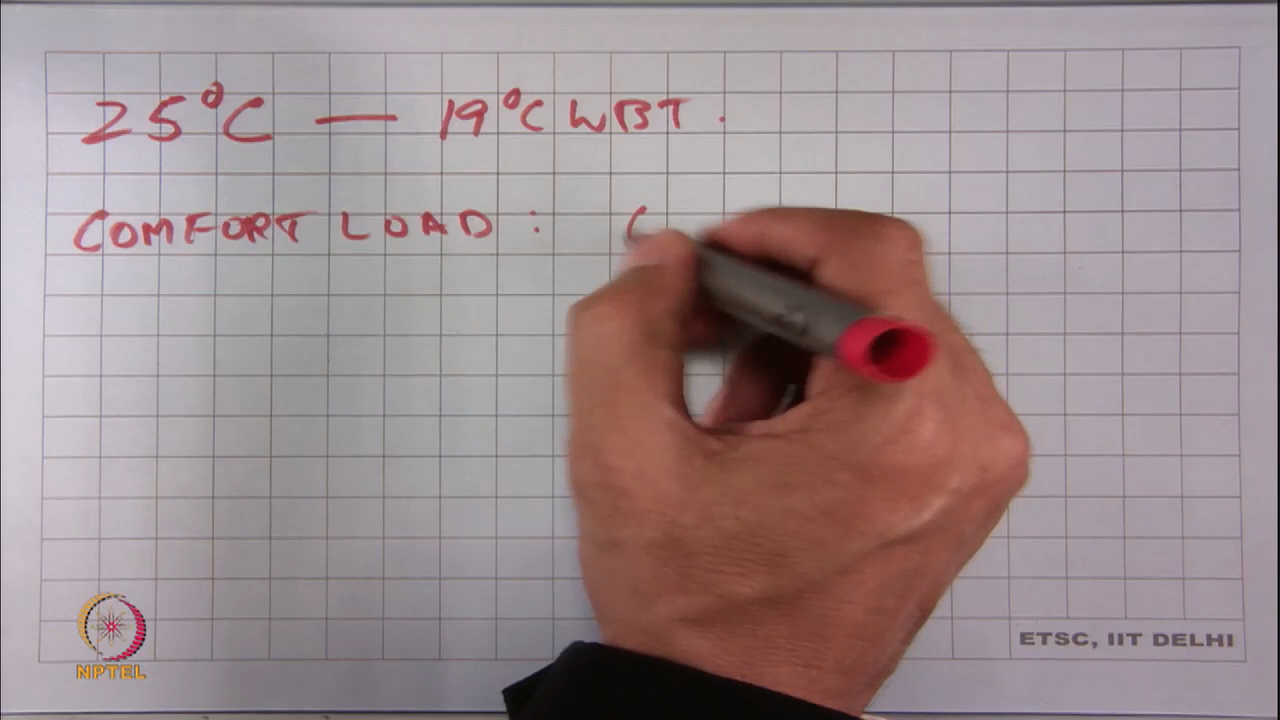 25°C — 19°C WBT.
COMFORT LOAD : (
ETSC, IIT DELHI
NPTEL